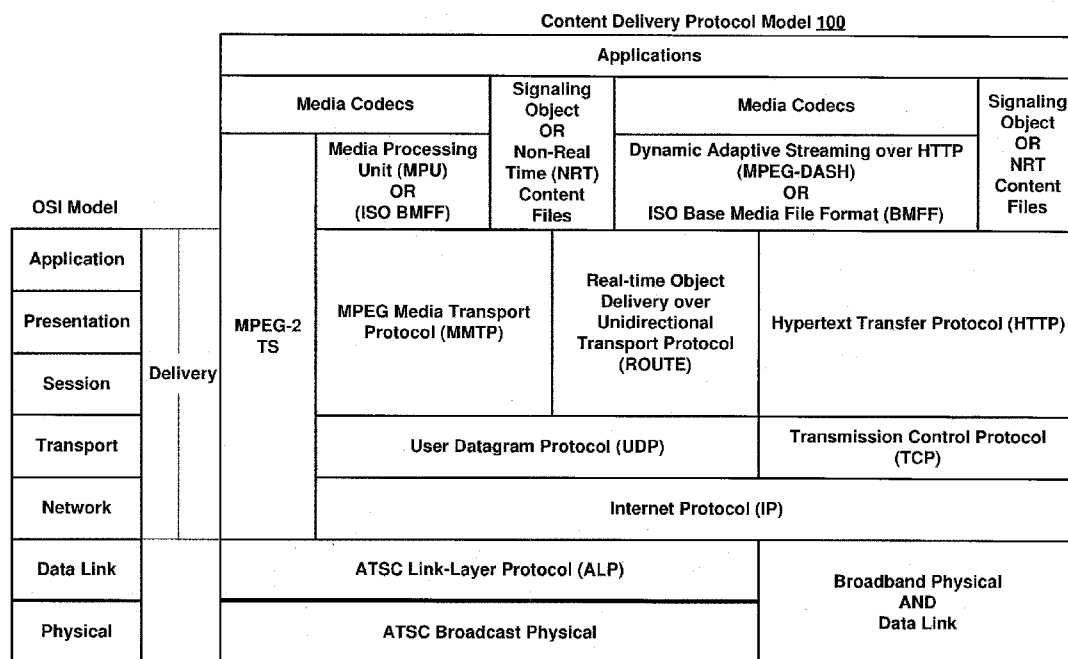 Content Delivery Protocol Model 100
Applications
Media Codecs
Signaling
Object
OR
Non-Real
Time (NRT)
Content
Files
Media Codecs
Signaling
Object
OR
NRT
Content
Files
Media Processing
Unit (MPU)
OR
(ISO BMFF)
Dynamic Adaptive Streaming over HTTP
(MPEG-DASH)
OR
ISO Base Media File Format (BMFF)
OSI Model
Application
Presentation
Session
Transport
Network
Data Link
Physical
Delivery
MPEG-2
TS
MPEG Media Transport
Protocol (MMTP)
Real-time Object
Delivery over
Unidirectional
Transport Protocol
(ROUTE)
Hypertext Transfer Protocol (HTTP)
User Datagram Protocol (UDP)
Transmission Control Protocol
(TCP)
Internet Protocol (IP)
ATSC Link-Layer Protocol (ALP)
ATSC Broadcast Physical
Broadband Physical
AND
Data Link